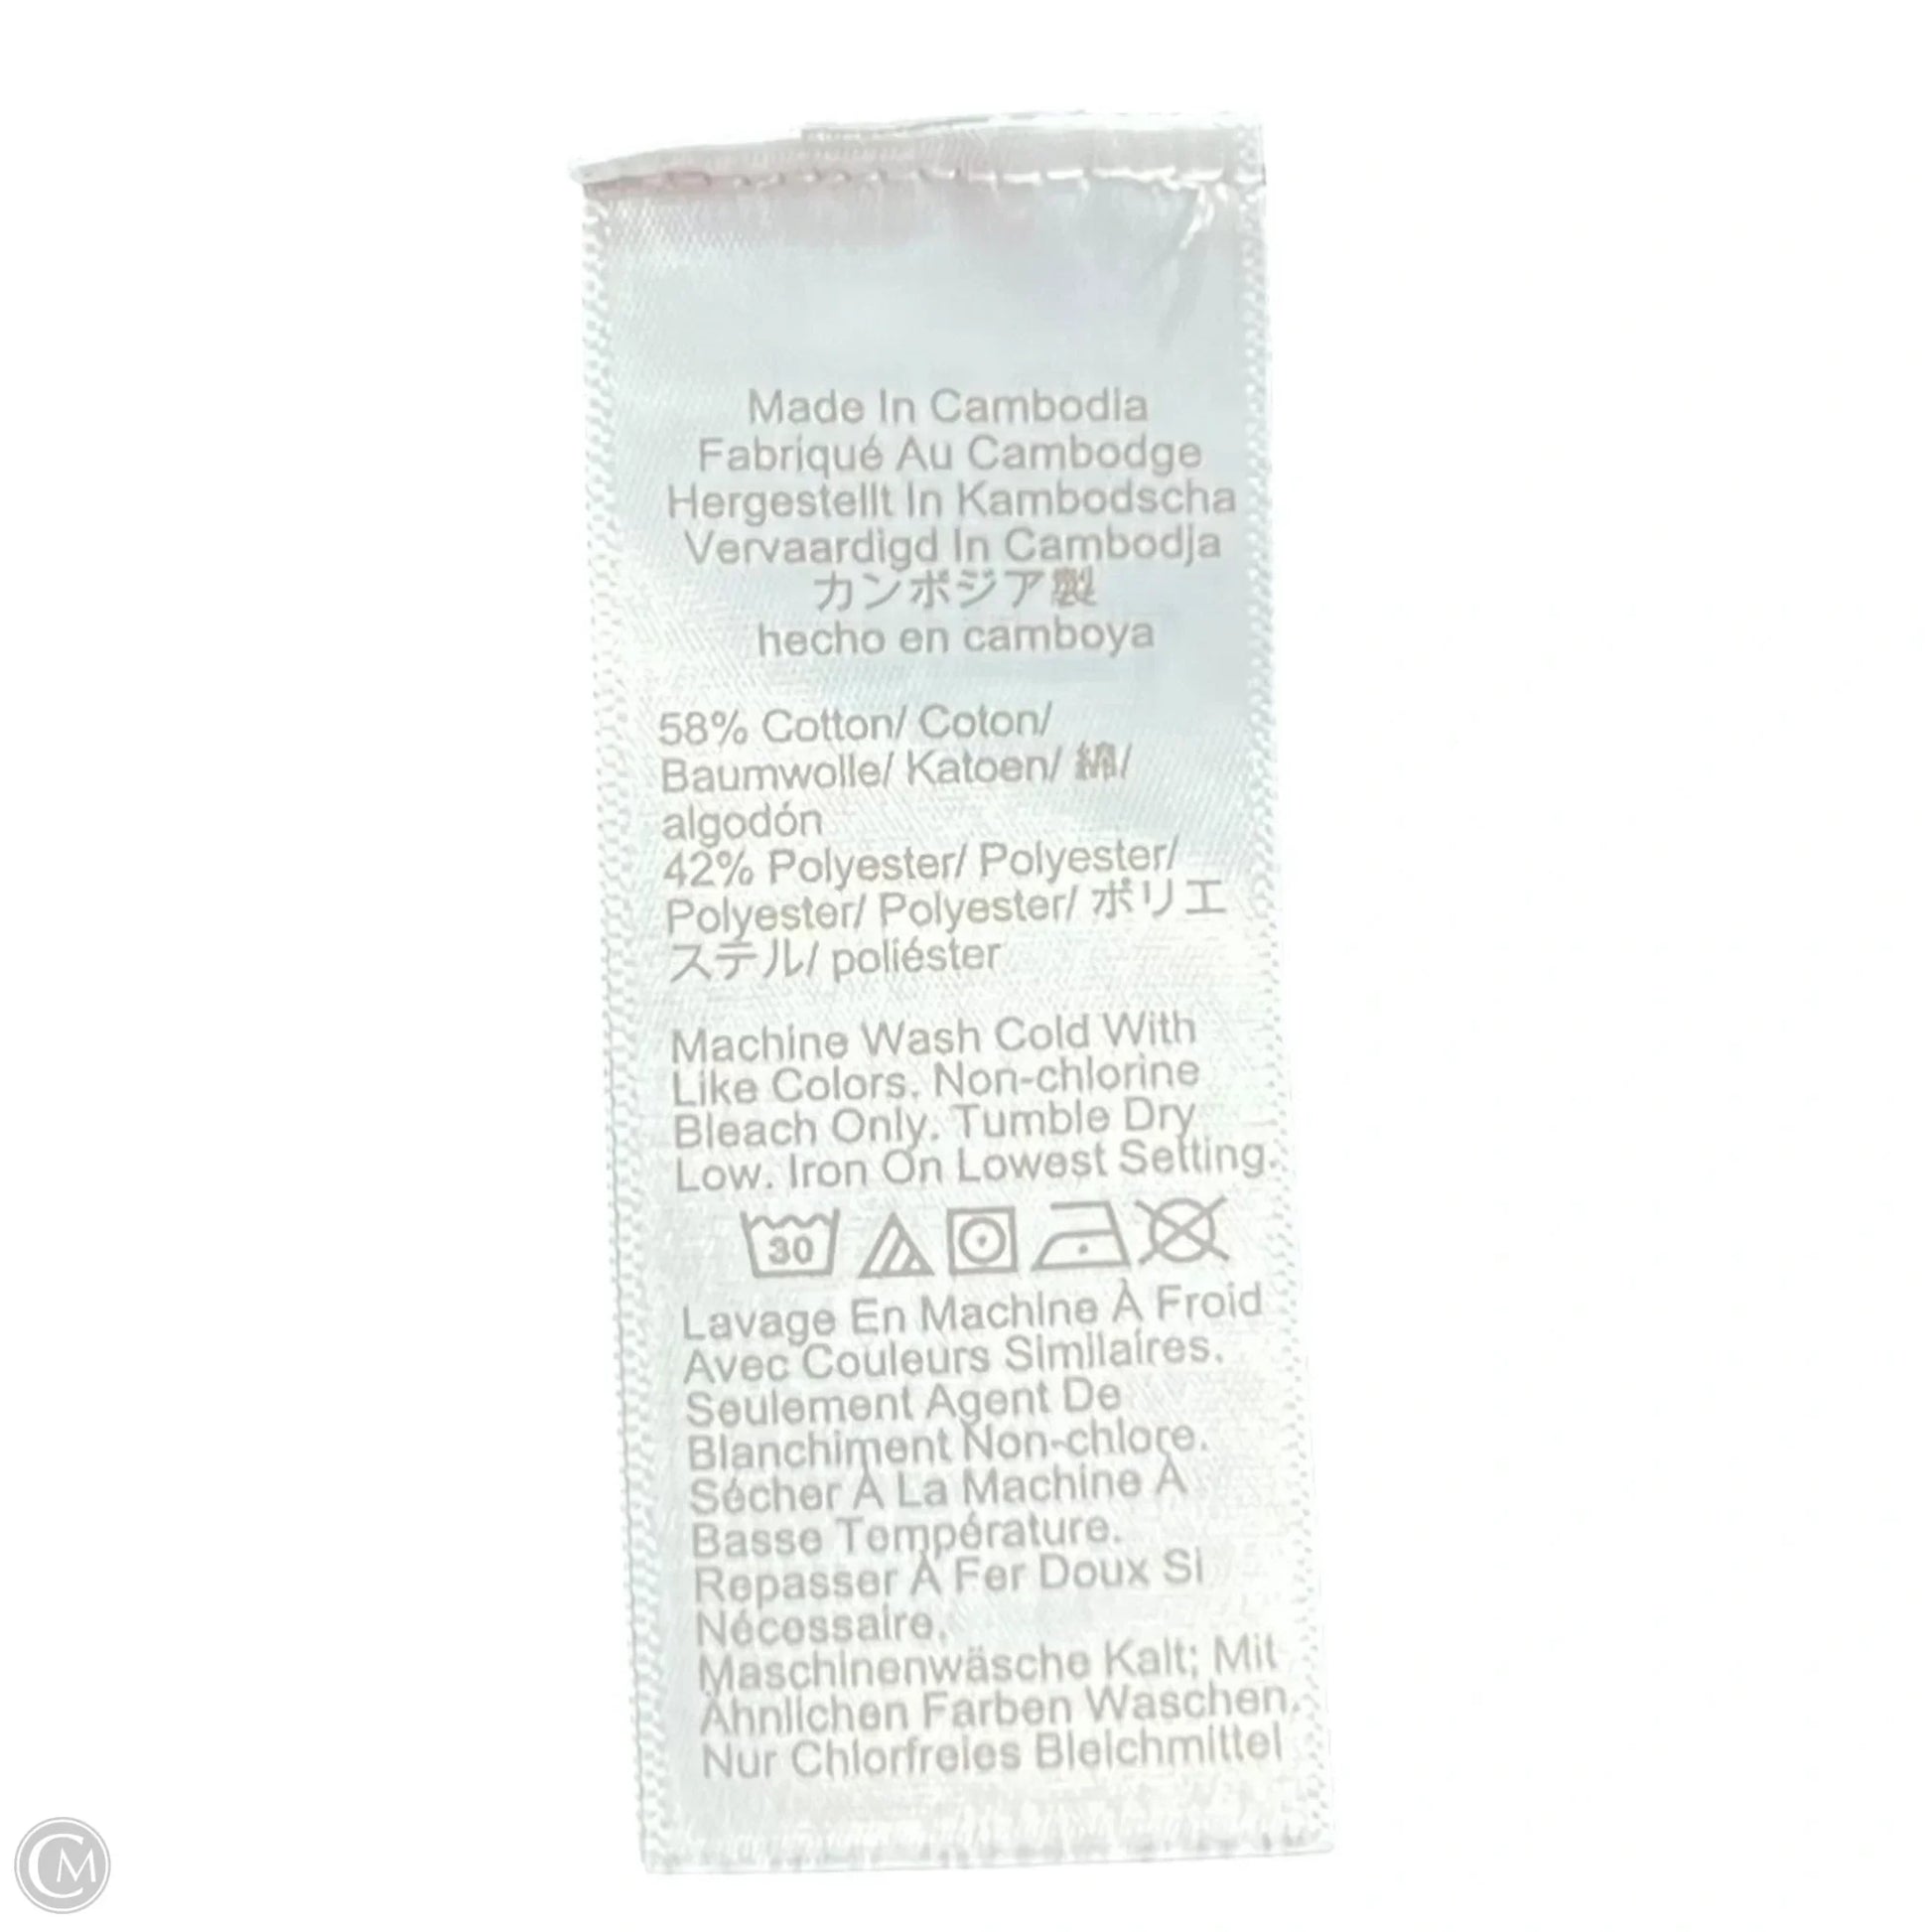 Made In Cambodia
Fabriqué Au Cambodge
Hergestellt In Kambodscha
Vervaardigd In Cambodja
カンボジア製
hecho en camboya
58% Cotton/ Coton/
Baumwolle/ Katoen/ 綿/
algodón
42% Polyester/ Polyester/
Polyester/ Polyester/ ポリエ
ステル/ poliéster
Machine Wash Cold With
Like Colors. Non-chlorine
Bleach Only. Tumble Dry
Low. Iron On Lowest Setting.
30
Lavage En Machine À Froid
Avec Couleurs Similaires.
Seulement Agent De
Blanchiment Non-chlore.
Sécher À La Machine À
Basse Température.
Repasser À Fer Doux Si
Nécessaire.
Maschinenwäsche Kalt; Mit
Ähnlichen Farben Waschen.
Nur Chlorfreies Bleichmittel
CM